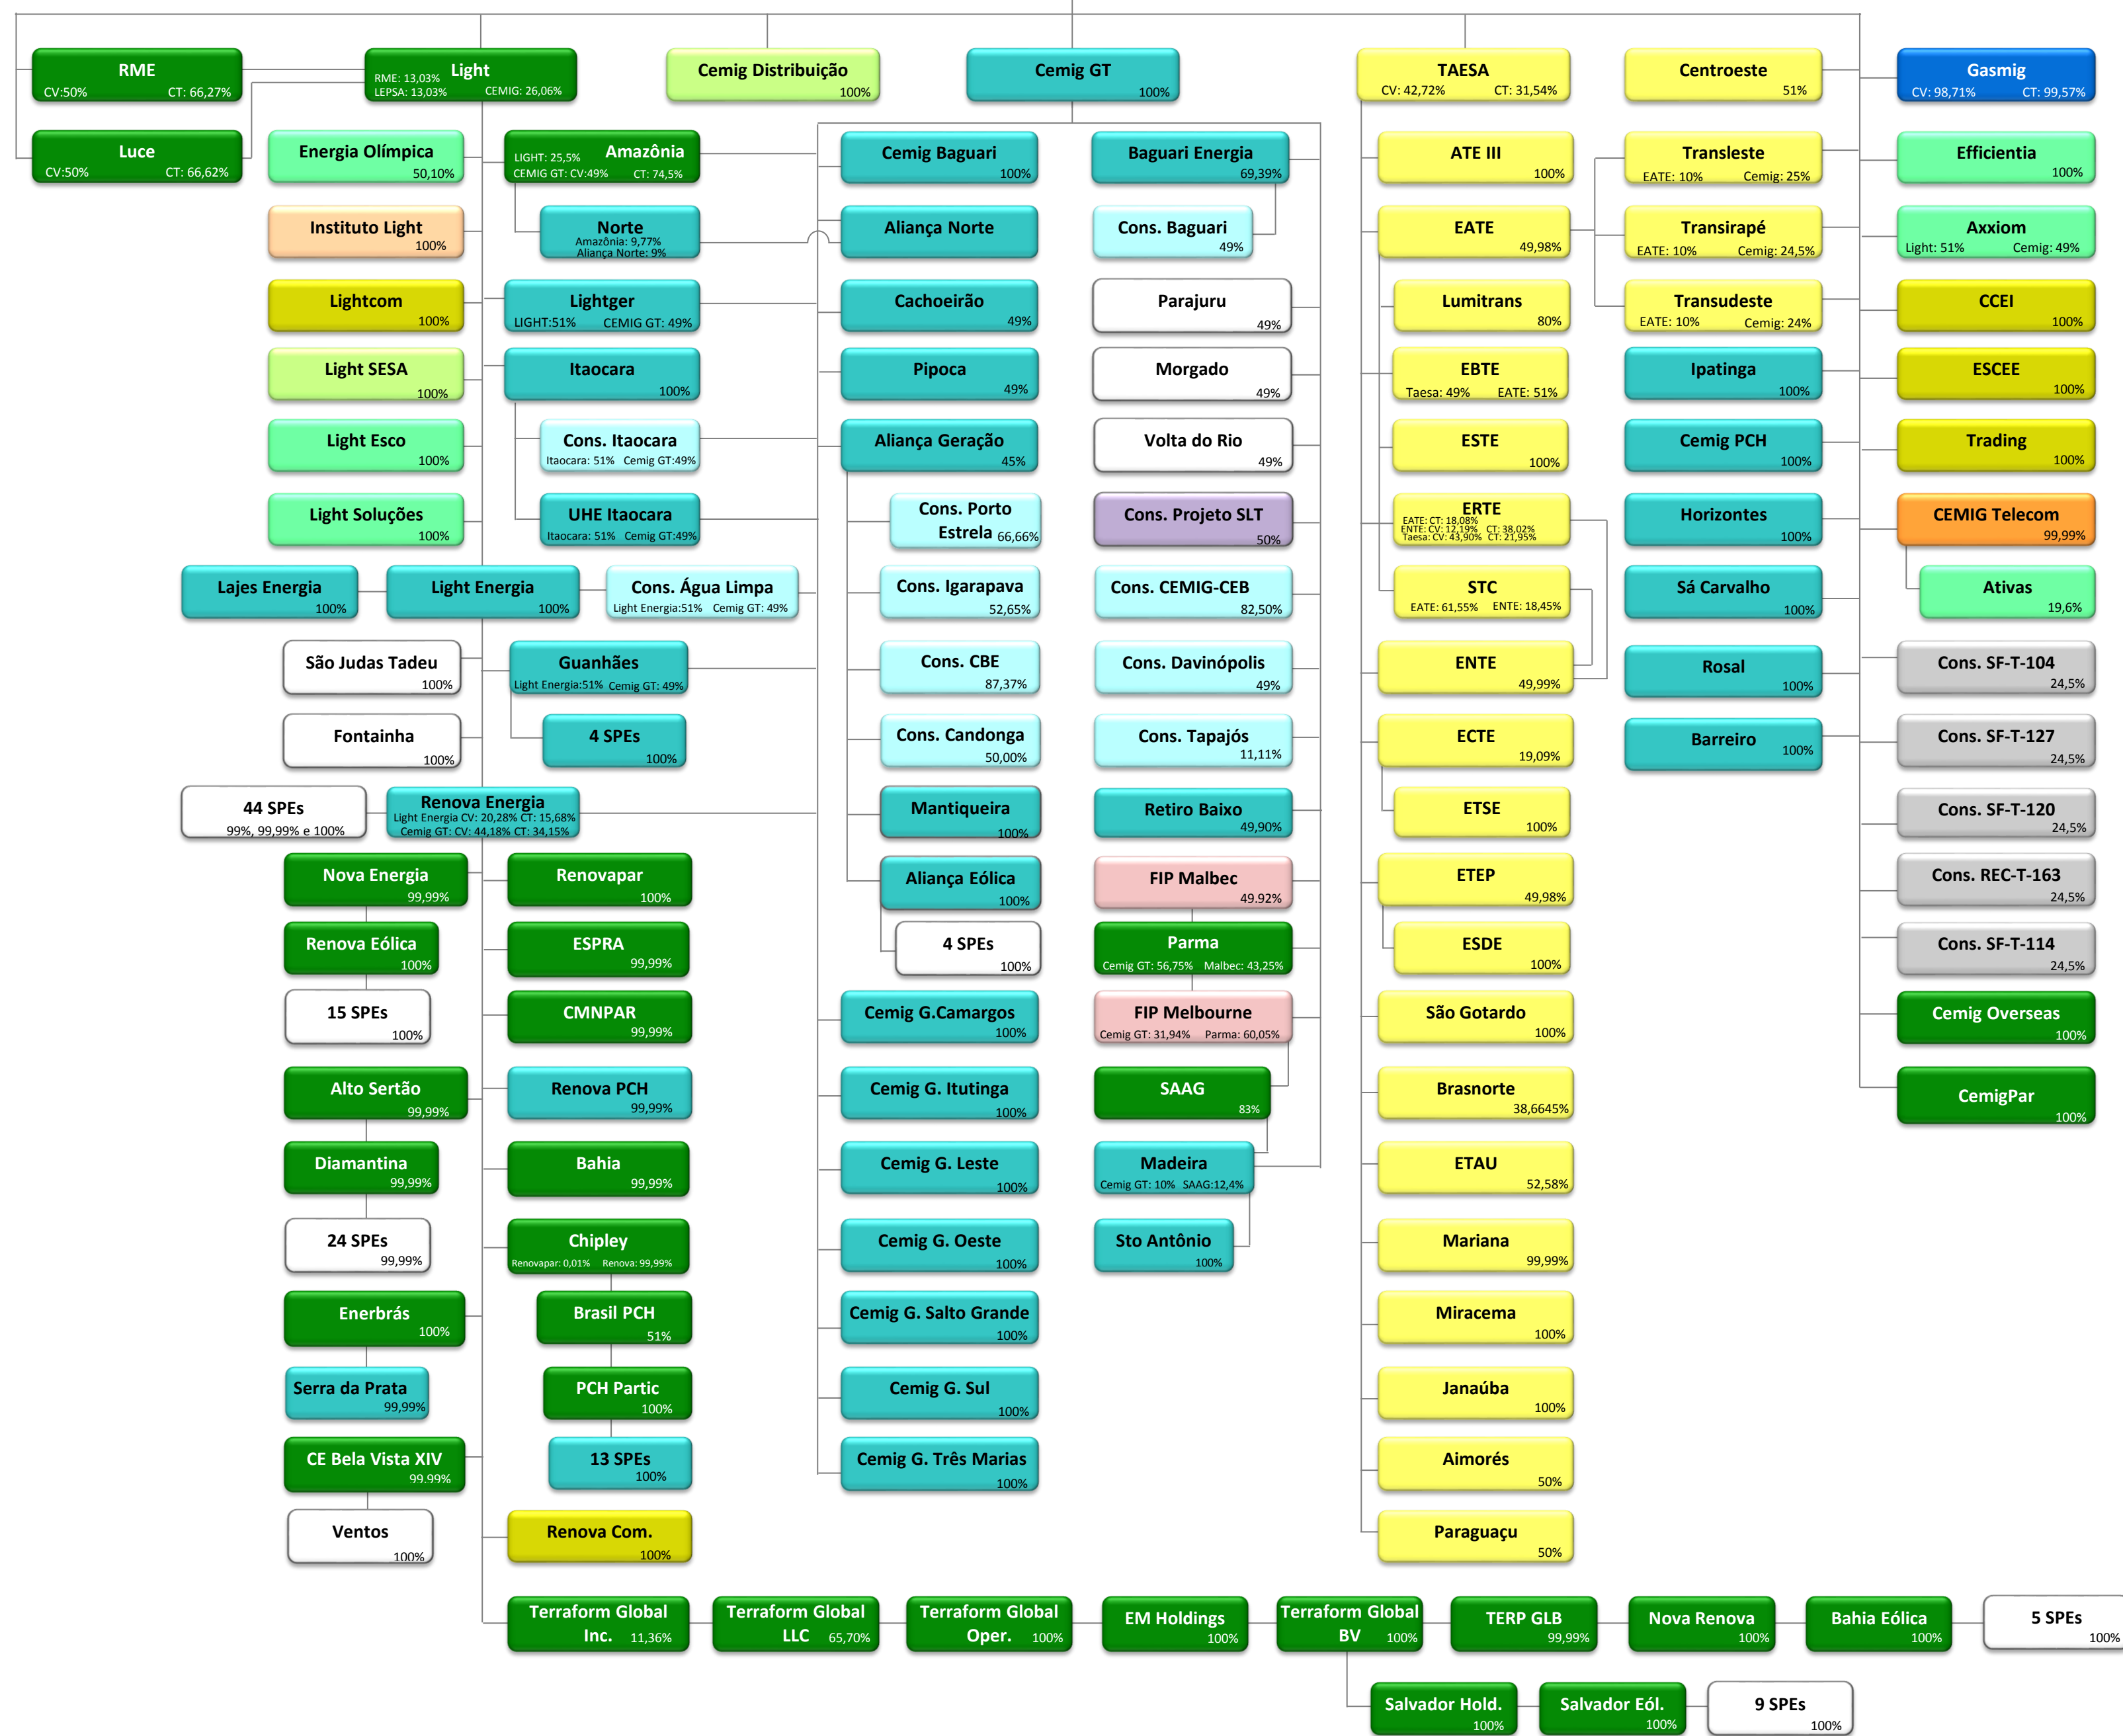 RME
CV:50% CT: 66,27%
Light
RME: 13,03%
LEPSA: 13,03% CEMIG: 26,06%
Cemig Distribuição
100%
Cemig GT
100%
TAESA
CV: 42,72% CT: 31,54%
Centroeste
51%
Gasmig
CV: 98,71% CT: 99,57%
Luce
CV:50% CT: 66,62%
Energia Olímpica
50,10%
Amazônia
LIGHT: 25,5%
CEMIG GT: CV:49% CT: 74,5%
Cemig Baguari
100%
Baguari Energia
69,39%
ATE III
100%
Transleste
EATE: 10% Cemig: 25%
Efficientia
100%
Instituto Light
100%
Norte
Amazônia: 9,77%
Aliança Norte: 9%
Aliança Norte
Cons. Baguari
49%
EATE
49,98%
Transirapé
EATE: 10% Cemig: 24,5%
Axxiom
Light: 51% Cemig: 49%
Lightcom
100%
Lightger
LIGHT:51% CEMIG GT: 49%
Cachoeirão
49%
Parajuru
49%
Lumitrans
80%
Transudeste
EATE: 10% Cemig: 24%
CCEI
100%
Light SESA
100%
Itaocara
100%
Pipoca
49%
Morgado
49%
EBTE
Taesa: 49% EATE: 51%
Ipatinga
100%
ESCEE
100%
Light Esco
100%
Cons. Itaocara
Itaocara: 51% Cemig GT:49%
Aliança Geração
45%
Volta do Rio
49%
ESTE
100%
Cemig PCH
100%
Trading
100%
Light Soluções
100%
UHE Itaocara
Itaocara: 51% Cemig GT:49%
Cons. Porto
Estrela 66,66%
Cons. Projeto SLT
50%
ERTE
EATE: CT: 18,08%
ENTE: CV: 12,19% CT: 38,02%
Taesa: CV: 43,90% CT: 21,95%
Horizontes
100%
CEMIG Telecom
99,99%
Lajes Energia
100%
Light Energia
100%
Cons. Água Limpa
Light Energia:51% Cemig GT: 49%
Cons. Igarapava
52,65%
Cons. CEMIG-CEB
82,50%
STC
EATE: 61,55% ENTE: 18,45%
Sá Carvalho
100%
Ativas
19,6%
São Judas Tadeu
100%
Guanhães
Light Energia:51% Cemig GT: 49%
Cons. CBE
87,37%
Cons. Davinópolis
49%
ENTE
49,99%
Rosal
100%
Cons. SF-T-104
24,5%
Fontainha
100%
4 SPEs
100%
Cons. Candonga
50,00%
Cons. Tapajós
11,11%
ECTE
19,09%
Barreiro
100%
Cons. SF-T-127
24,5%
44 SPEs
99%, 99,99% e 100%
Renova Energia
Light Energia CV: 20,28% CT: 15,68%
Cemig GT: CV: 44,18% CT: 34,15%
Mantiqueira
100%
Retiro Baixo
49,90%
ETSE
100%
Cons. SF-T-120
24,5%
Nova Energia
99,99%
Renovapar
100%
Aliança Eólica
100%
FIP Malbec
49.92%
ETEP
49,98%
Cons. REC-T-163
24,5%
Renova Eólica
100%
ESPRA
99,99%
4 SPEs
100%
Parma
Cemig GT: 56,75% Malbec: 43,25%
ESDE
100%
Cons. SF-T-114
24,5%
15 SPEs
100%
CMNPAR
99,99%
Cemig G.Camargos
100%
FIP Melbourne
Cemig GT: 31,94% Parma: 60,05%
São Gotardo
100%
Cemig Overseas
100%
Alto Sertão
99,99%
Renova PCH
99,99%
Cemig G. Itutinga
100%
SAAG
83%
Brasnorte
38,6645%
CemigPar
100%
Diamantina
99,99%
Bahia
99,99%
Cemig G. Leste
100%
Madeira
Cemig GT: 10% SAAG:12,4%
ETAU
52,58%
24 SPEs
99,99%
Chipley
Renovapar: 0,01% Renova: 99,99%
Cemig G. Oeste
100%
Sto Antônio
100%
Mariana
99,99%
Enerbrás
100%
Brasil PCH
51%
Cemig G. Salto Grande
100%
Miracema
100%
Serra da Prata
99,99%
PCH Partic
100%
Cemig G. Sul
100%
Janaúba
100%
CE Bela Vista XIV
99,99%
13 SPEs
100%
Cemig G. Três Marias
100%
Aimorés
50%
Ventos
100%
Renova Com.
100%
Paraguaçu
50%
Terraform Global
Inc. 11,36%
Terraform Global
LLC 65,70%
Terraform Global
Oper. 100%
EM Holdings
100%
Terraform Global
BV 100%
TERP GLB
99,99%
Nova Renova
100%
Bahia Eólica
100%
5 SPEs
100%
Salvador Hold.
100%
Salvador Eól.
100%
9 SPEs
100%